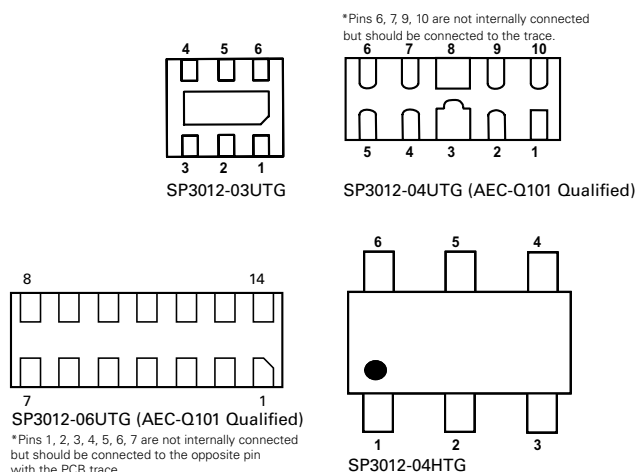 *Pins 6, 7, 9, 10 are not internally connected
but should be connected to the trace.
4 5 6
3 2 1
SP3012-03UTG
6 7 8 9 10
5 4 3 2 1
SP3012-04UTG (AEC-Q101 Qualified)
8 14
7 1
SP3012-06UTG (AEC-Q101 Qualified)
*Pins 1, 2, 3, 4, 5, 6, 7 are not internally connected
but should be connected to the opposite pin
with the PCB trace
6 5 4
1 2 3
SP3012-04HTG